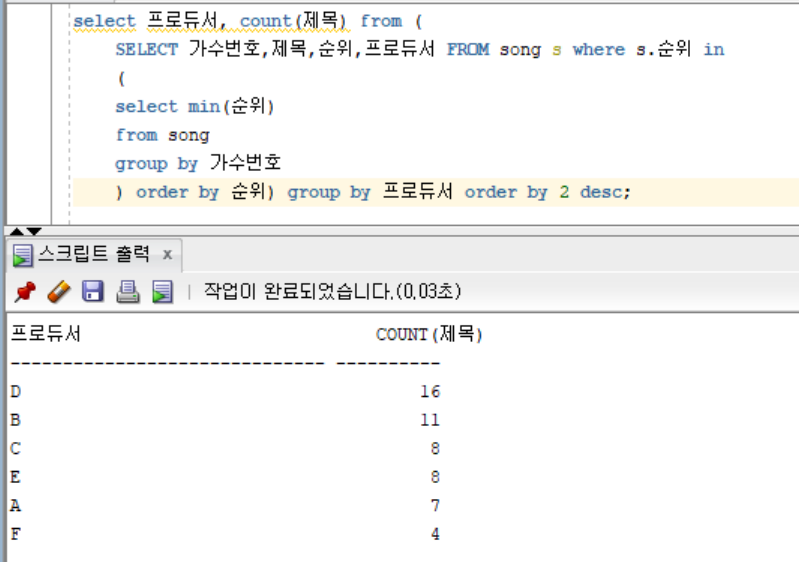 select 프로듀서, count(제목) from (
SELECT 가수번호,제목,순위,프로듀서 FROM song s where s.순위 in
(
select min(순위)
from song
group by 가수번호
) order by 순위) group by 프로듀서 order by 2 desc;
스크립트 출력 x
작업이 완료되었습니다.(0.03초)
프로듀서 COUNT(제목)
------------------------------ ----------
D 16
B 11
C 8
E 8
A 7
F 4